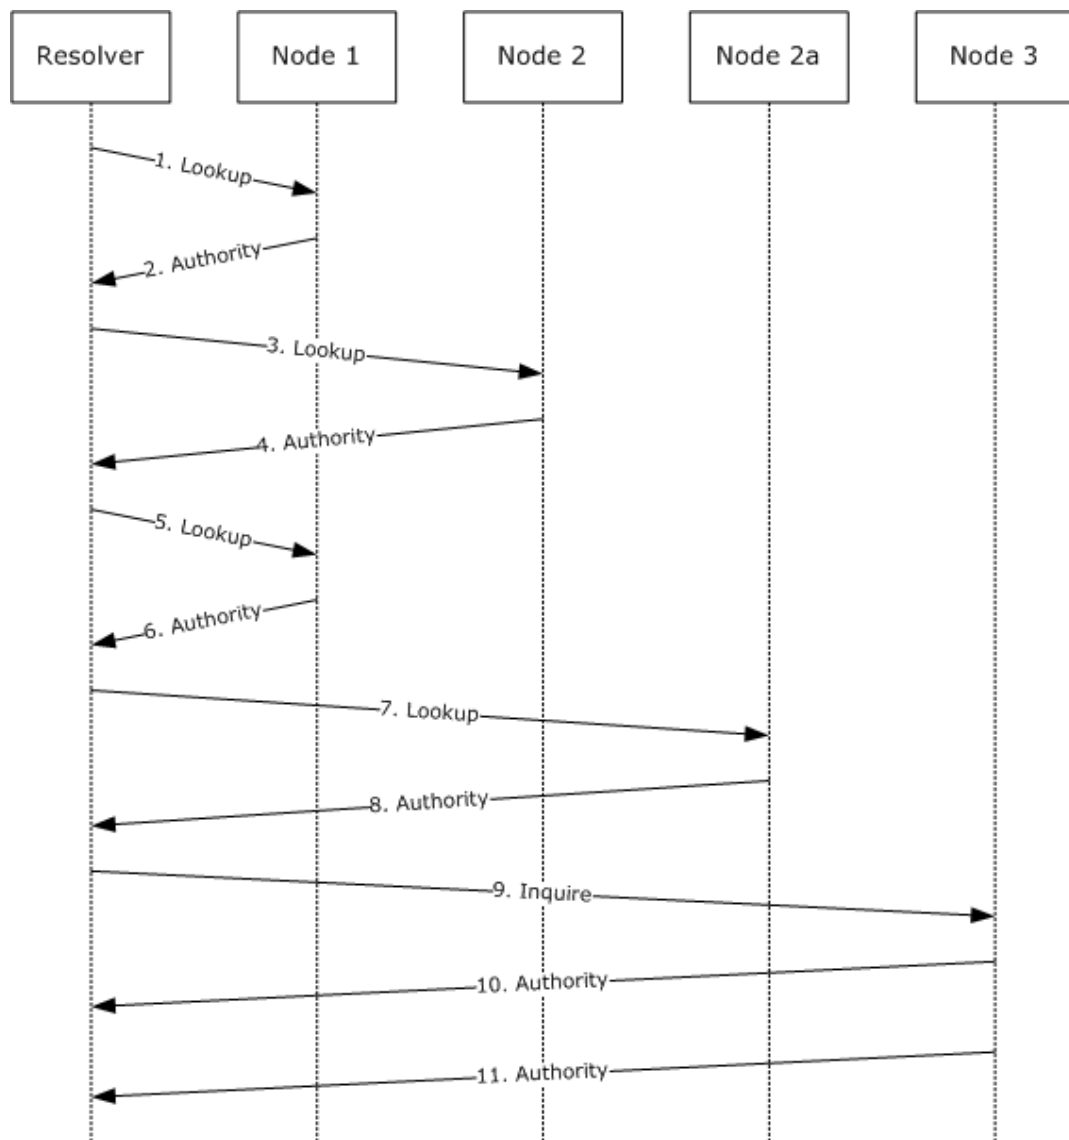 Resolver
Node 1
Node 2
Node 2a
Node 3
1. Lookup
2. Authority
3. Lookup
4. Authority
5. Lookup
6. Authority
7. Lookup
8. Authority
9. Inquire
10. Authority
11. Authority